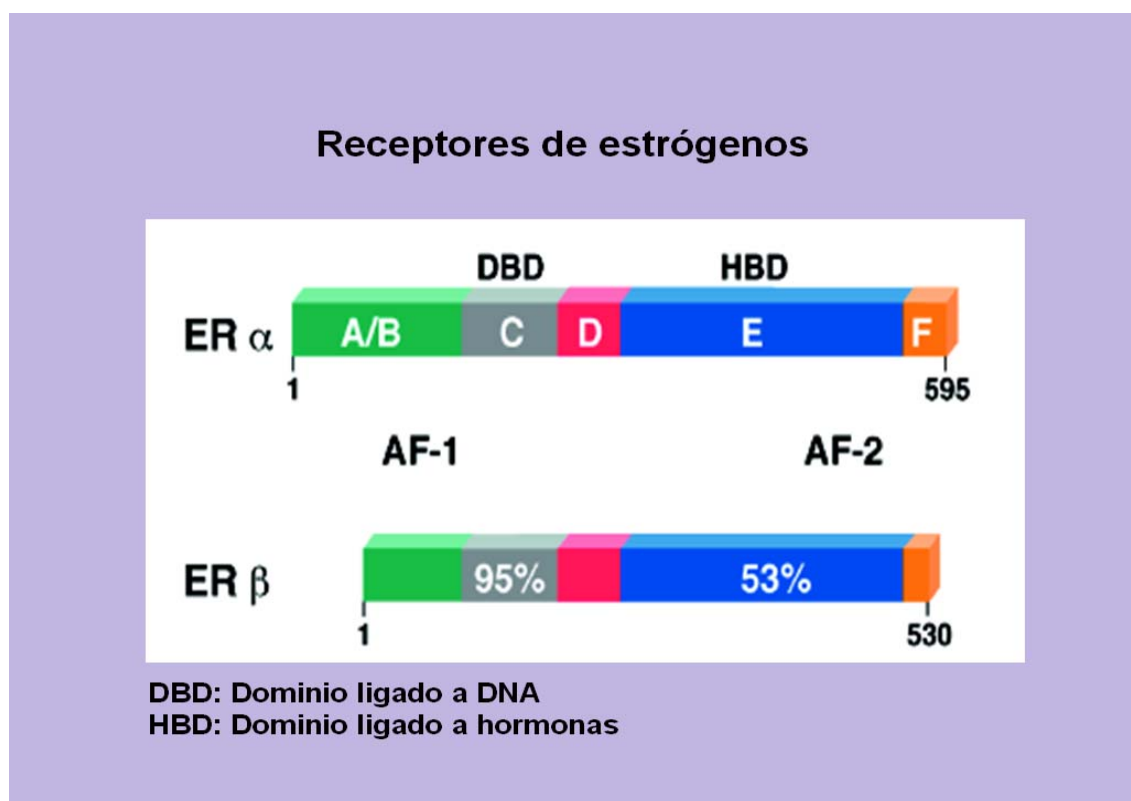 Receptores de estrógenos
DBD HBD
ER α A/B C D E F
1 595
AF-1 AF-2
ER β 95% 53%
1 530
DBD: Dominio ligado a DNA
HBD: Dominio ligado a hormonas